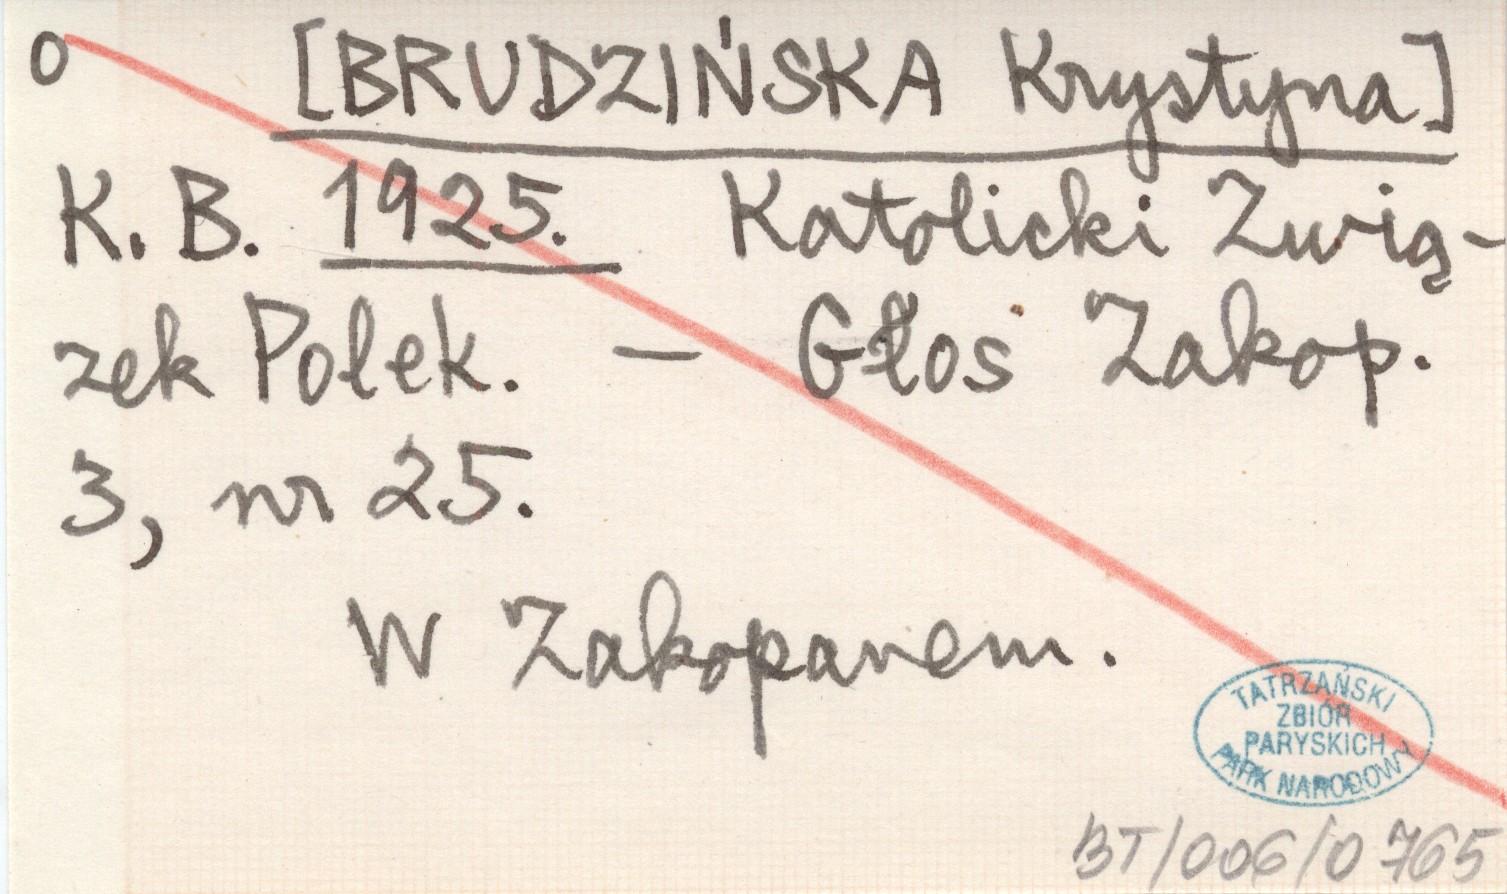 o [BRUDZIŃSKA Krystyna]
K. B. 1925. Katolicki Zwią-
zek Polek. — Głos Zakop.
3, nr 25.
W Zakopanem.
TATRZAŃSKI
ZBIÓR
PARYSKICH
PARK NARODOWY
BT/006/0765